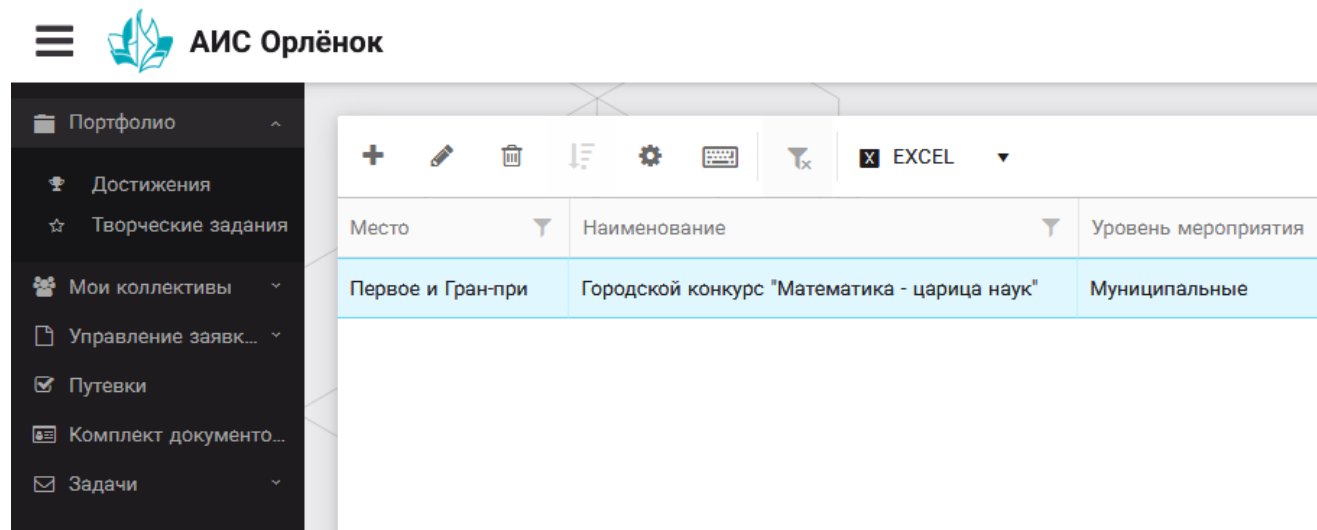 АИС Орлёнок
Портфолио
Достижения
Творческие задания
Мои коллективы
Управление заявк...
Путевки
Комплект документо...
Задачи
X EXCEL
Место Наименование Уровень мероприятия
Первое и Гран-при Городской конкурс "Математика - царица наук" Муниципальные